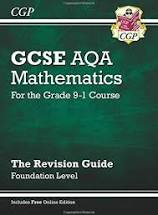 CGP
GCSE AQA
Mathematics
For the Grade 9-1 Course
CGP
The Revision Guide
Foundation Level
Includes Free Online Edition